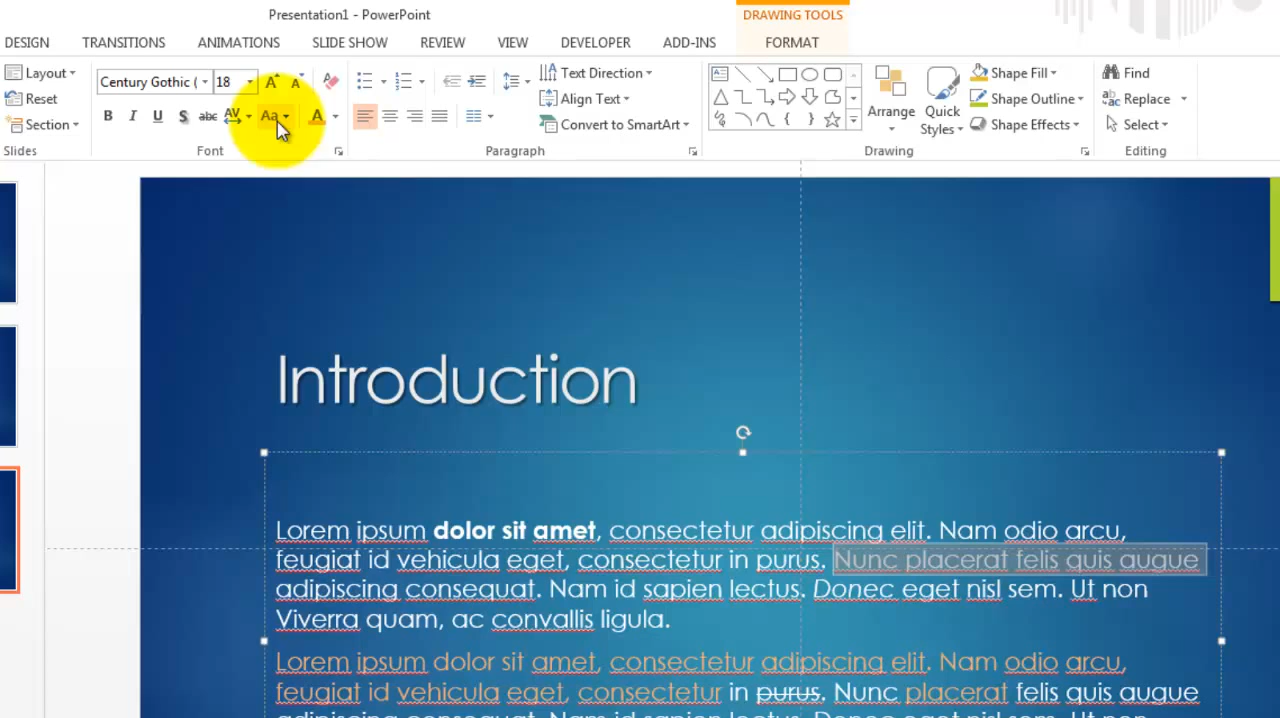 Presentation1 - PowerPoint
DRAWING TOOLS
DESIGN TRANSITIONS ANIMATIONS SLIDE SHOW REVIEW VIEW DEVELOPER ADD-INS FORMAT
Layout Century Gothic ( 18 A A Text Direction Shape Fill Find
Reset Align Text Arrange Quick Styles Shape Outline Replace
Section B I U S abc AV Aa A Convert to SmartArt Shape Effects Select
Slides Font Paragraph Drawing Editing
Introduction
Lorem ipsum dolor sit amet, consectetur adipiscing elit. Nam odio arcu,
feugiat id vehicula eget, consectetur in purus. Nunc placerat felis quis augue
adipiscing consequat. Nam id sapien lectus. Donec eget nisl sem. Ut non
Viverra quam, ac convallis ligula.
Lorem ipsum dolor sit amet, consectetur adipiscing elit. Nam odio arcu,
feugiat id vehicula eget, consectetur in purus. Nunc placerat felis quis augue